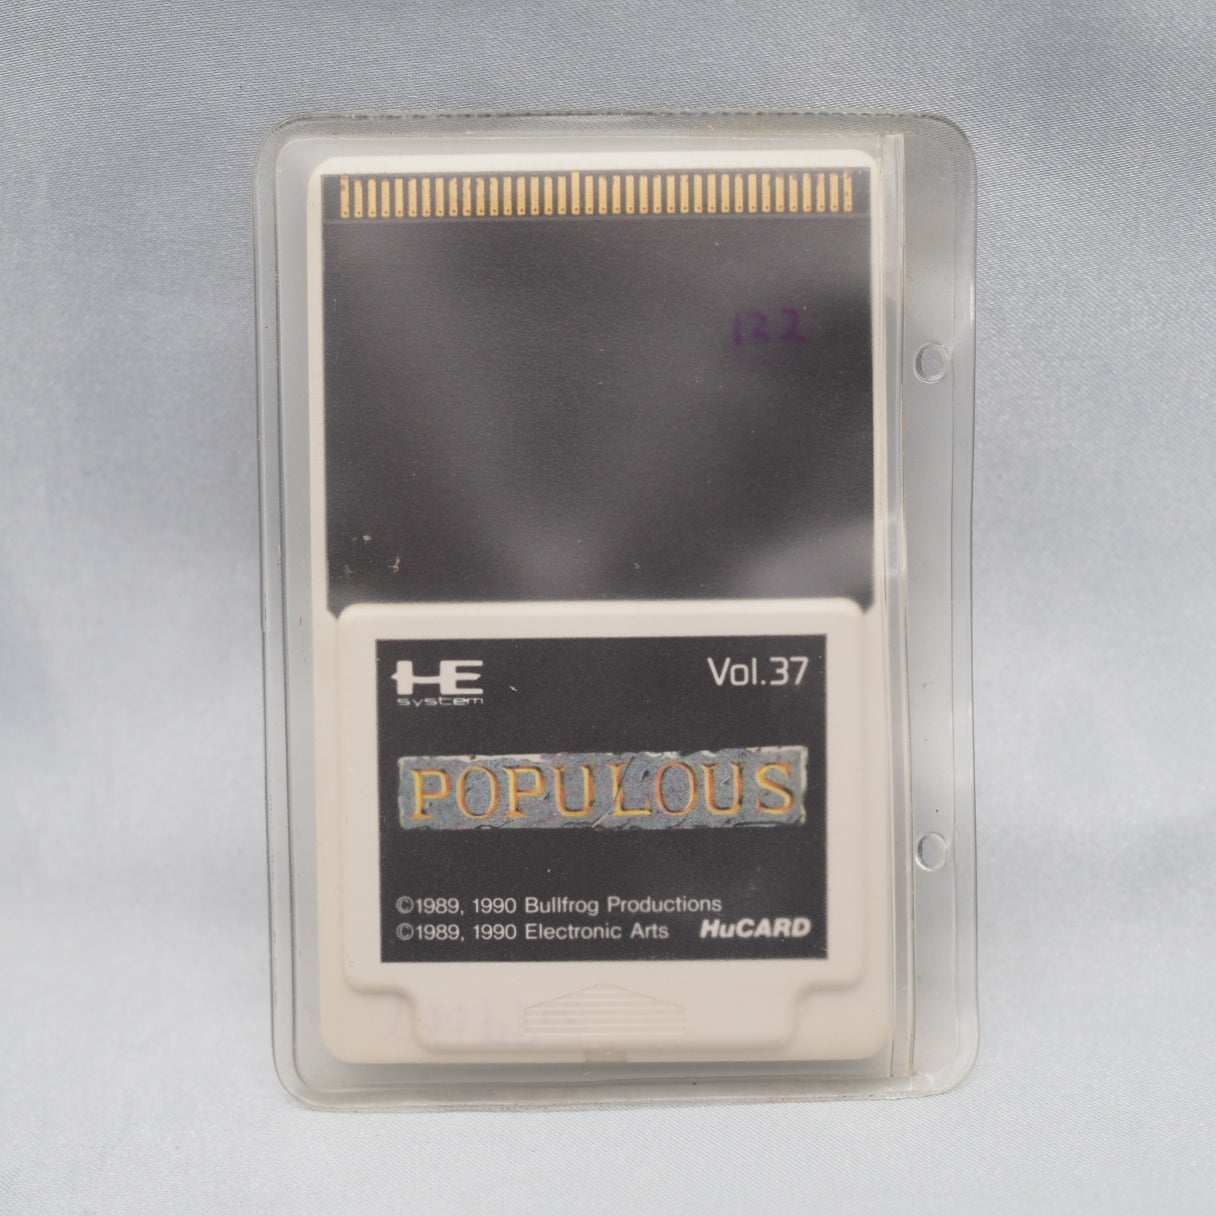 122
HE
system
Vol.37
POPULOUS
©1989, 1990 Bullfrog Productions
©1989, 1990 Electronic Arts
HuCARD